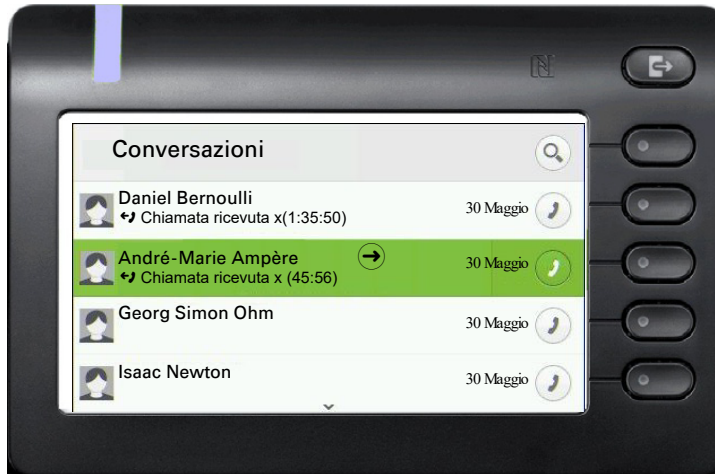 Conversazioni
Daniel Bernoulli
Chiamata ricevuta x(1:35:50)
30 Maggio
André-Marie Ampère
Chiamata ricevuta x (45:56)
30 Maggio
Georg Simon Ohm
30 Maggio
Isaac Newton
30 Maggio